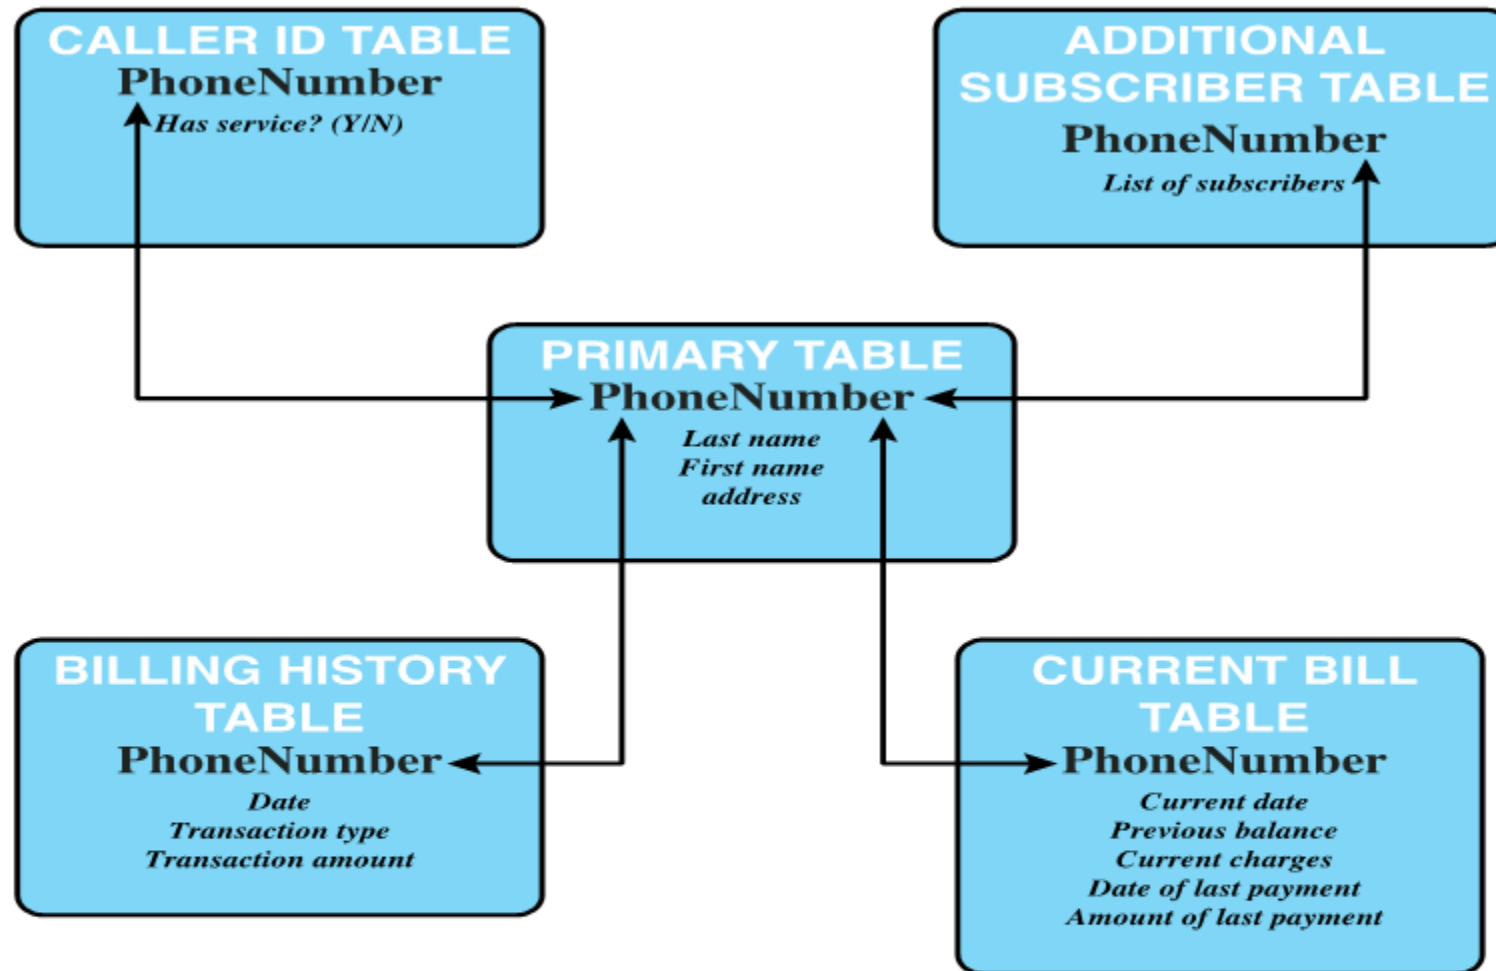 CALLER ID TABLE
PhoneNumber
Has service? (Y/N)
ADDITIONAL
SUBSCRIBER TABLE
PhoneNumber
List of subscribers
PRIMARY TABLE
PhoneNumber
Last name
First name
address
BILLING HISTORY
TABLE
PhoneNumber
Date
Transaction type
Transaction amount
CURRENT BILL
TABLE
PhoneNumber
Current date
Previous balance
Current charges
Date of last payment
Amount of last payment